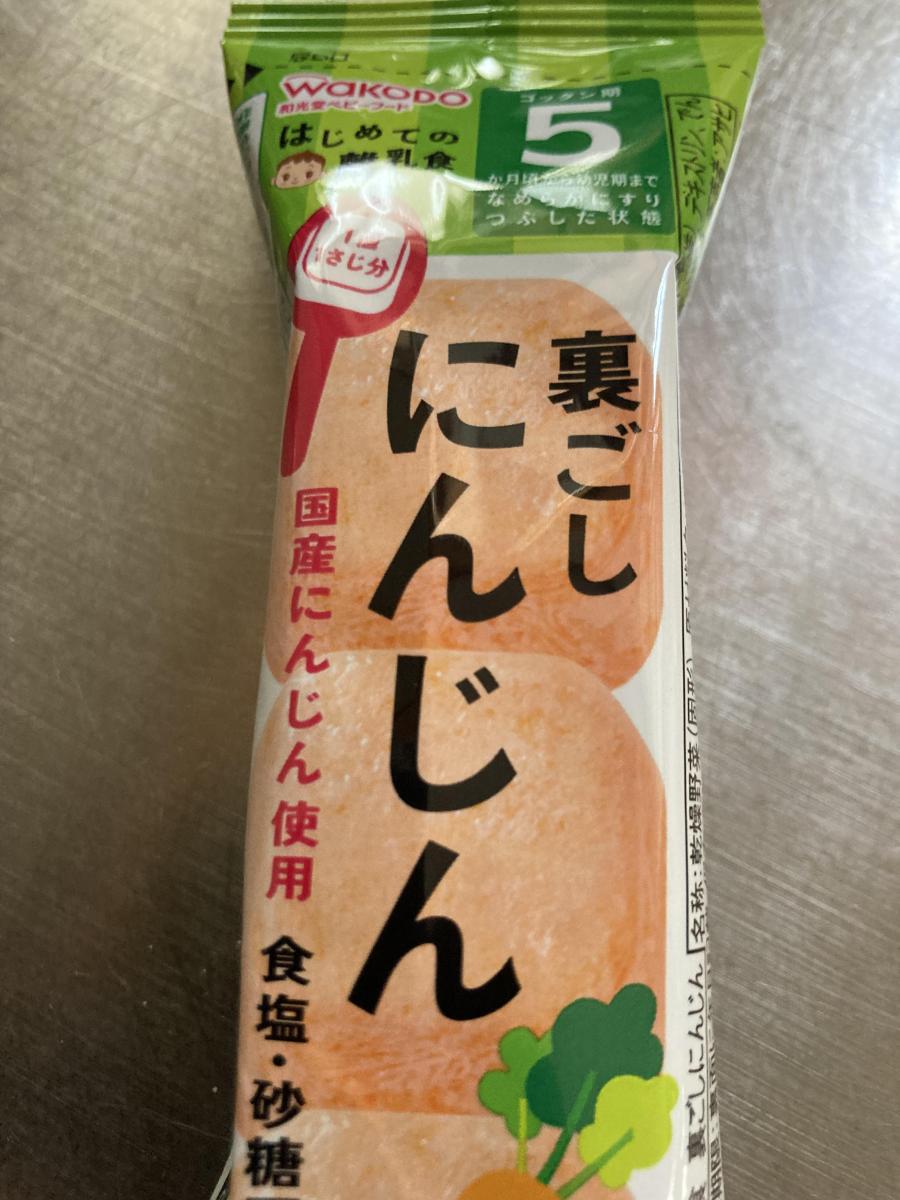 wakodo
和光堂ベビーフード
はじめての
離乳食
ゴックン期
5
か月頃から幼児期まで
なめらかにすり
つぶした状態
さじ分
裏ごし
にんじん
国産にんじん使用
食塩・砂糖
名称:乾燥野菜(固形)
裏ごしにんじん